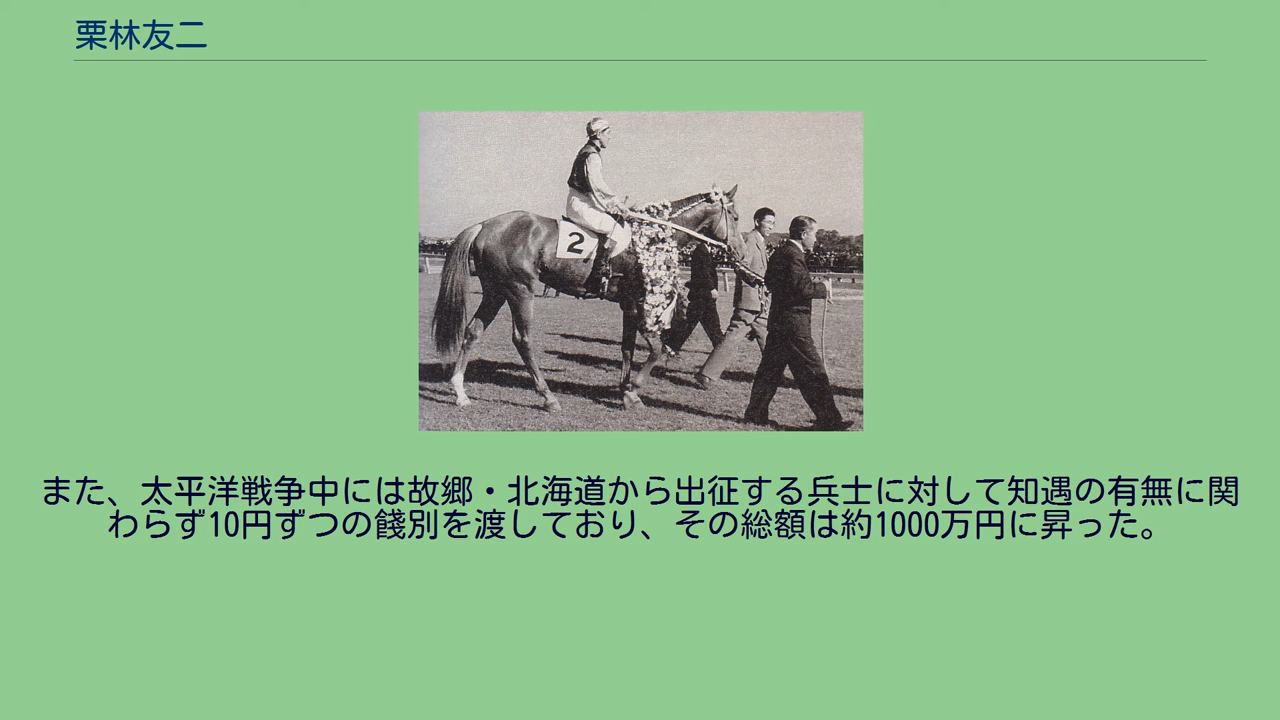 栗林友二
2
また、太平洋戦争中には故郷・北海道から出征する兵士に対して知遇の有無に関
わらず10円ずつの餞別を渡しており、その総額は約1000万円に昇った。